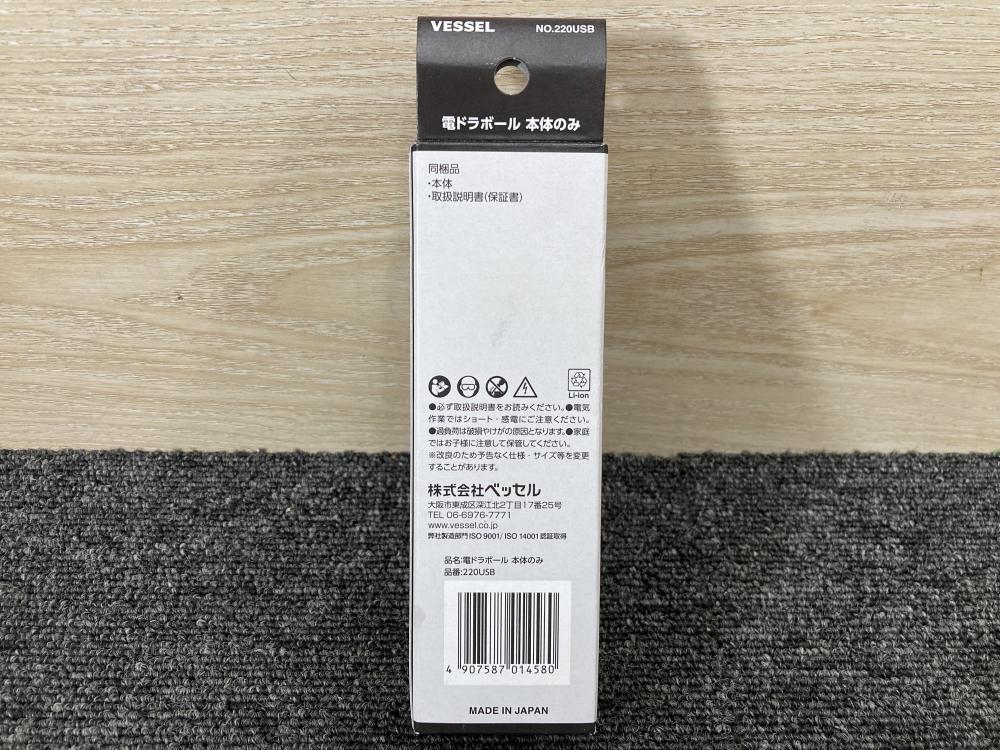 VESSEL NO.220USB
電ドラボール 本体のみ
同梱品
・本体
・取扱説明書(保証書)
Li-ion
●必ず取扱説明書をお読みください。●電気
作業ではショート・感電にご注意ください。
●過負荷は破損やけがの原因となります。●家庭
ではお子様に注意して保管してください。
※改良のため予告なく仕様・サイズ等を変更
することがあります。
株式会社ベッセル
大阪市東成区深江北2丁目17番25号
TEL 06-6976-7771
www.vessel.co.jp
弊社製造部門 ISO 9001/ ISO 14001 認証取得
品名:電ドラボール 本体のみ
品番:220USB
4 907587 014580
MADE IN JAPAN